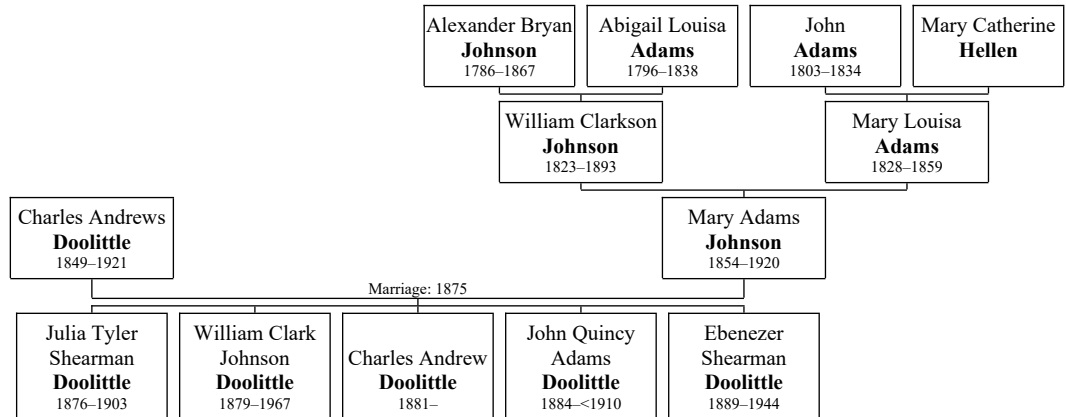 Alexander Bryan
Johnson
1786–1867
Abigail Louisa
Adams
1796–1838
John
Adams
1803–1834
Mary Catherine
Hellen
William Clarkson
Johnson
1823–1893
Mary Louisa
Adams
1828–1859
Charles Andrews
Doolittle
1849–1921
Mary Adams
Johnson
1854–1920
Marriage: 1875
Julia Tyler
Shearman
Doolittle
1876–1903
William Clark
Johnson
Doolittle
1879–1967
Charles Andrew
Doolittle
1881–
John Quincy
Adams
Doolittle
1884–<1910
Ebenezer
Shearman
Doolittle
1889–1944